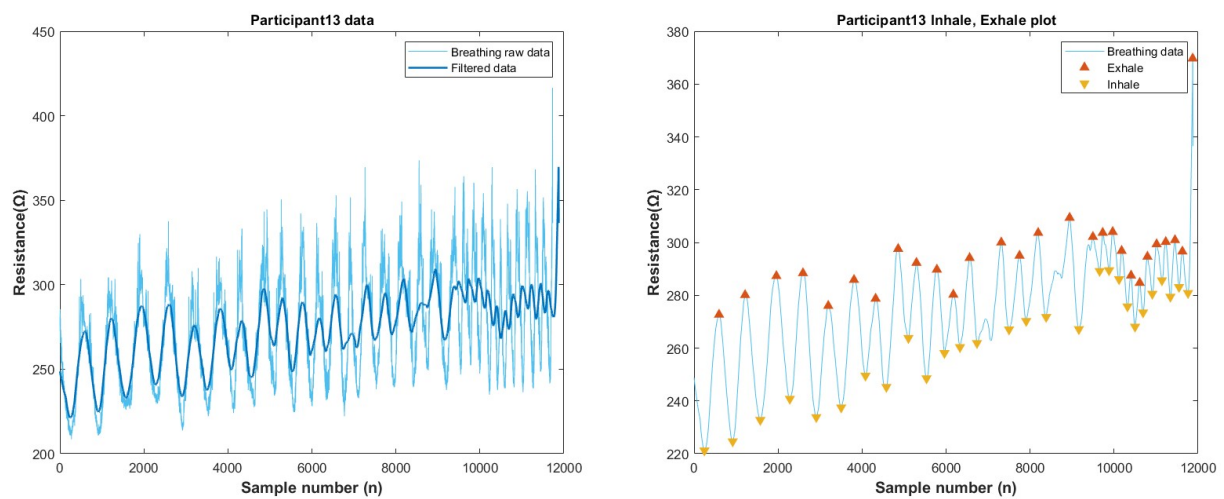 Participant13 data
450
400
350
300
250
200
0
2000
4000
6000
8000
10000
12000
Resistance(Ω)
Sample number (n)
Breathing raw data
Filtered data
Participant13 Inhale, Exhale plot
380
360
340
320
300
280
260
240
220
0
2000
4000
6000
8000
10000
12000
Resistance(Ω)
Sample number (n)
Breathing data
Exhale
Inhale